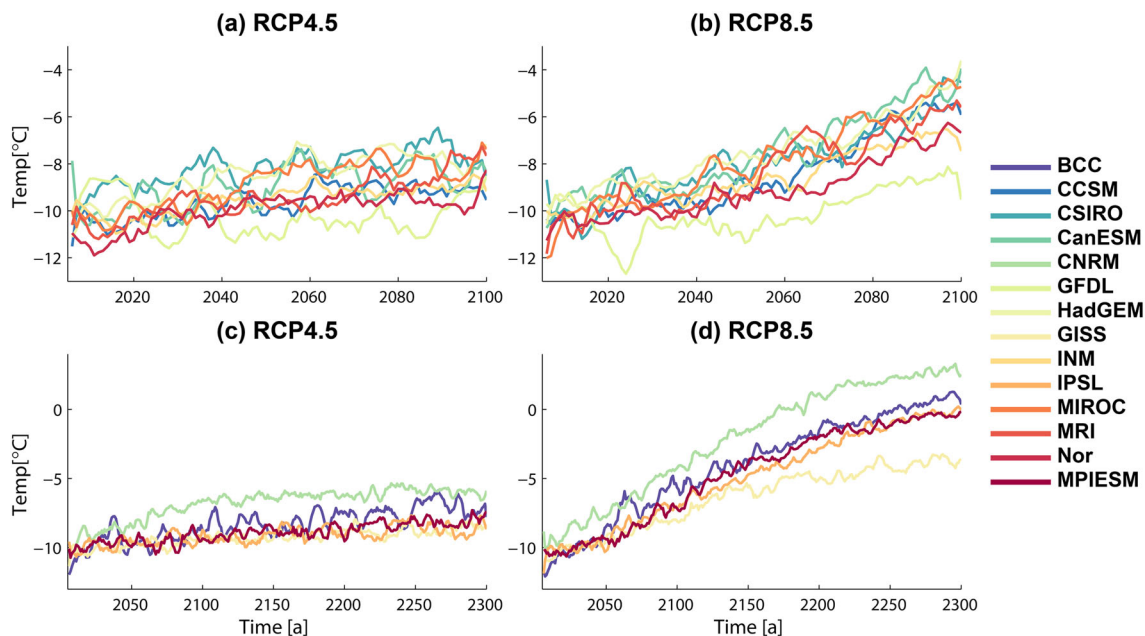 (a) RCP4.5
(b) RCP8.5
Temp[°C]
−4
−6
−8
−10
−12
2020
2040
2060
2080
2100
−4
−6
−8
−10
−12
2020
2040
2060
2080
2100
(c) RCP4.5
(d) RCP8.5
Temp[°C]
0
−5
−10
2050
2100
2150
2200
2250
2300
Time [a]
0
−5
−10
2050
2100
2150
2200
2250
2300
Time [a]
BCC
CCSM
CSIRO
CanESM
CNRM
GFDL
HadGEM
GISS
INM
IPSL
MIROC
MRI
Nor
MPIESM